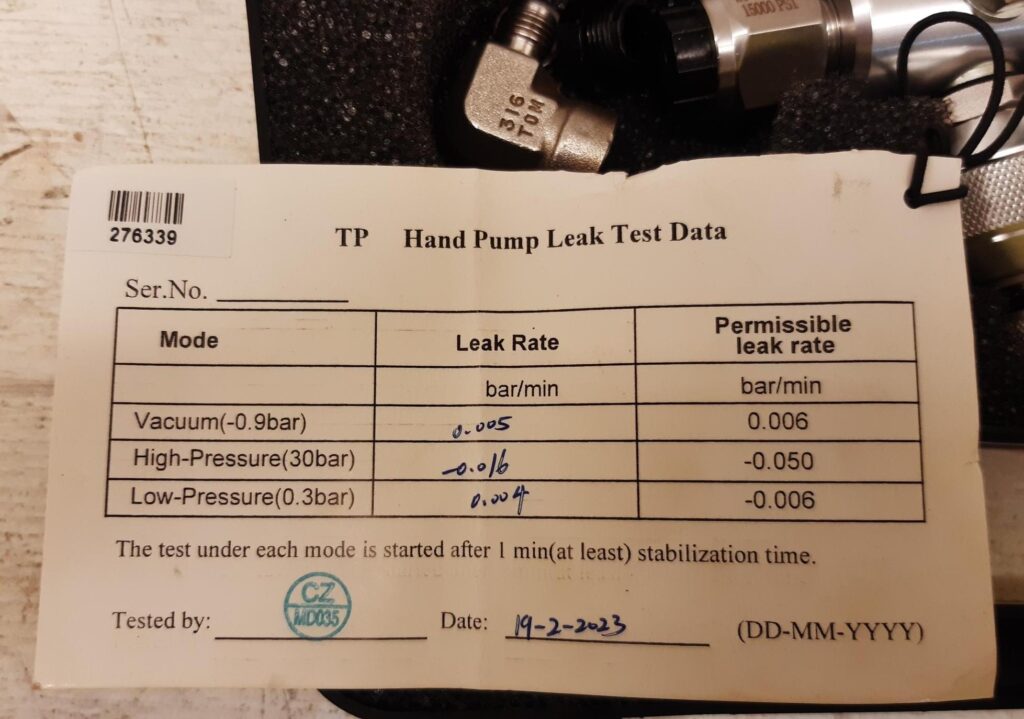 15000 PSI
316
TOM
276339
TP Hand Pump Leak Test Data
Ser.No.
Mode Leak Rate Permissible leak rate
bar/min bar/min
Vacuum(-0.9bar) 0.005 0.006
High-Pressure(30bar) -0.016 -0.050
Low-Pressure(0.3bar) 0.004 -0.006
The test under each mode is started after 1 min(at least) stabilization time.
CZ
MD035
Tested by: Date: 19-2-2023 (DD-MM-YYYY)